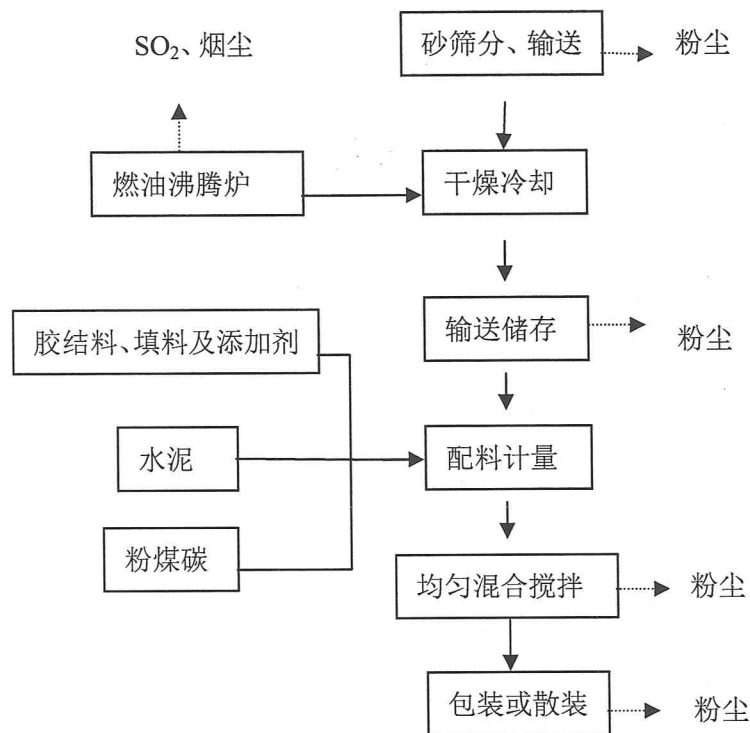 SO₂、烟尘
砂筛分、输送
粉尘
燃油沸腾炉
干燥冷却
胶结料、填料及添加剂
输送储存
粉尘
水泥
配料计量
粉煤碳
均匀混合搅拌
粉尘
包装或散装
粉尘